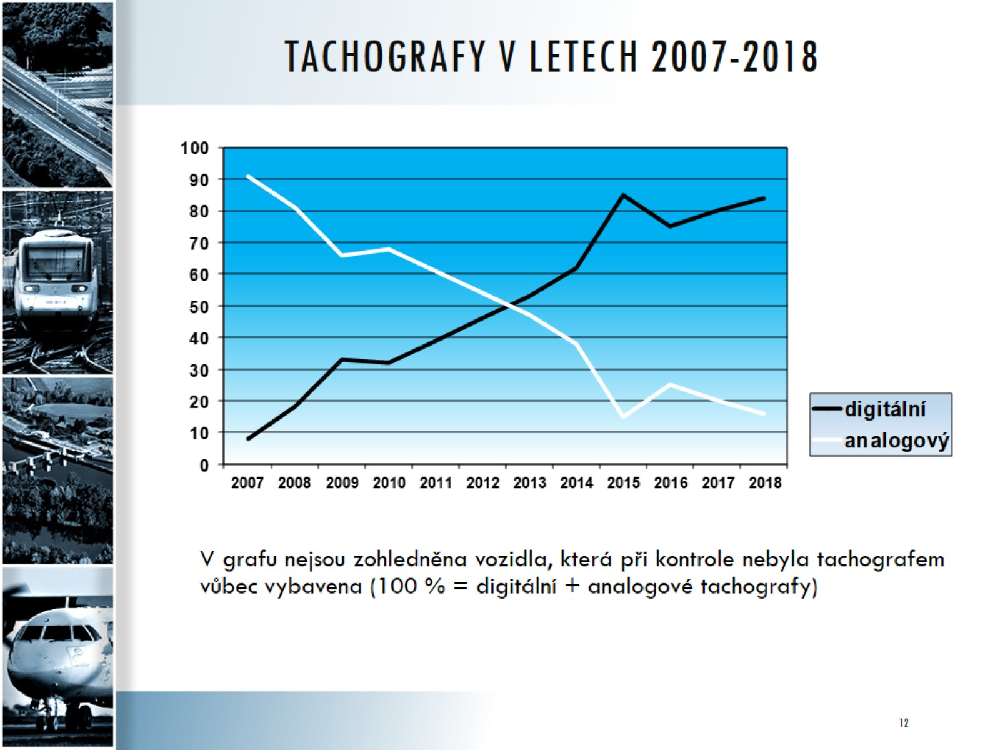 TACHOGRAFY V LETECH 2007-2018
100
90
80
70
60
50
40
30
20
10
0
2007 2008 2009 2010 2011 2012 2013 2014 2015 2016 2017 2018
digitální
analogový
V grafu nejsou zohledněna vozidla, která při kontrole nebyla tachografem
vůbec vybavena (100 % = digitální + analogové tachografy)
12